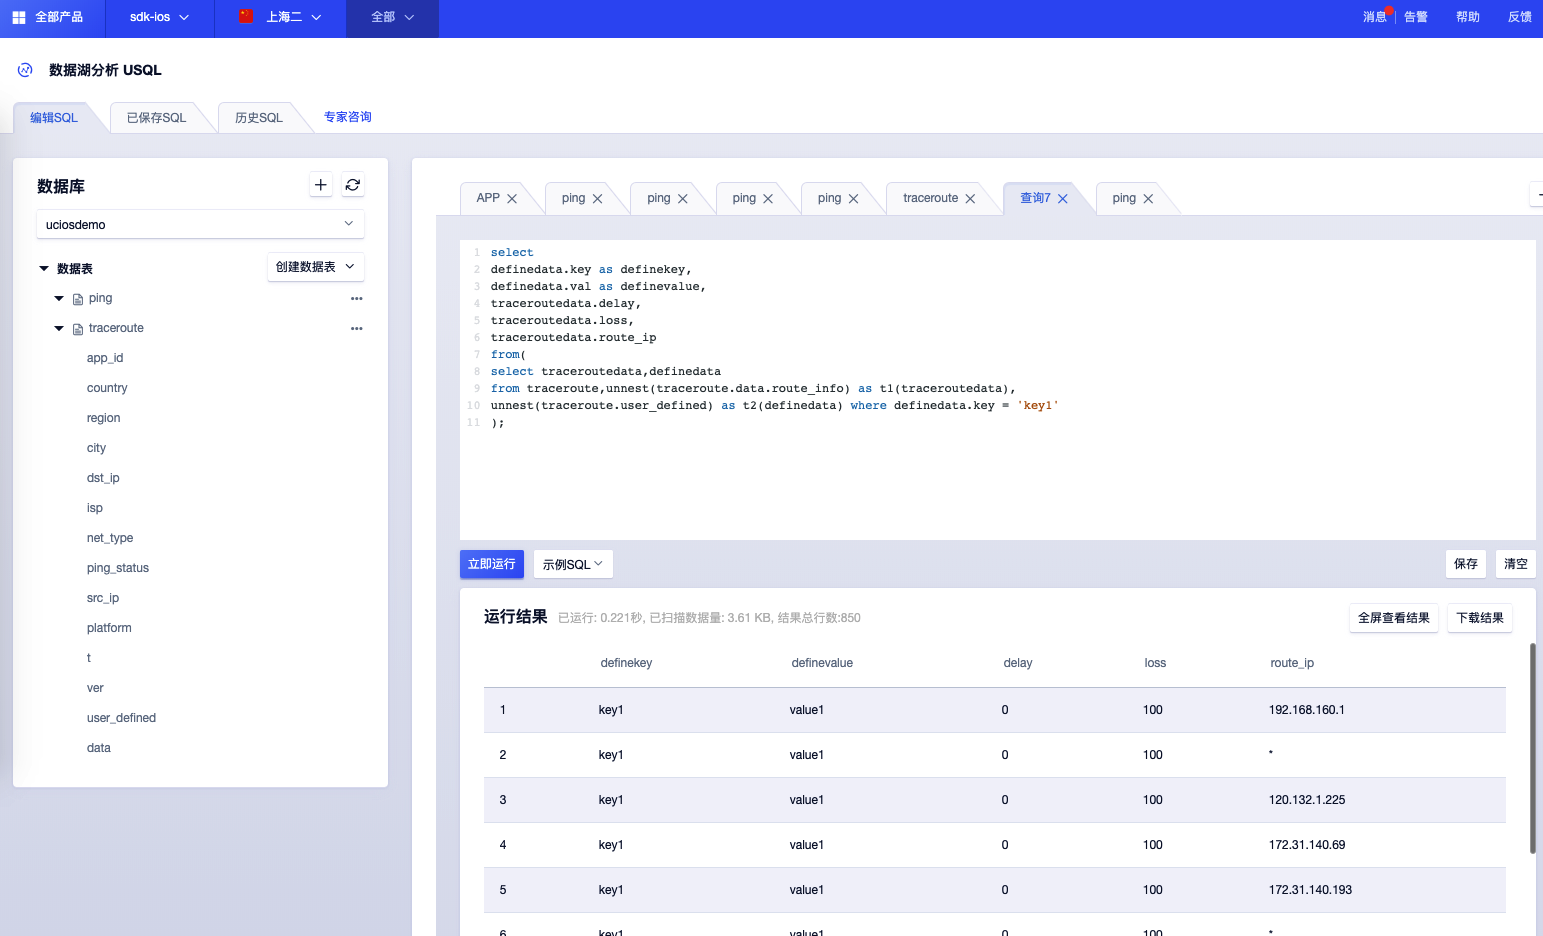 全部产品 sdk-ios 上海二 全部 消息 告警 帮助 反馈
数据湖分析 USQL
编辑SQL 已保存SQL 历史SQL 专家咨询
数据库
uciosdemo
数据表 创建数据表
ping
traceroute
app_id
country
region
city
dst_ip
isp
net_type
ping_status
src_ip
platform
t
ver
user_defined
data
APP ping ping ping ping traceroute 查询7 ping
1 select
2 definedata.key as definekey,
3 definedata.val as definevalue,
4 traceroutedata.delay,
5 traceroutedata.loss,
6 traceroutedata.route_ip
7 from(
8 select traceroutedata,definedata
9 from traceroute,unnest(traceroute.data.route_info) as t1(traceroutedata),
10 unnest(traceroute.user_defined) as t2(definedata) where definedata.key = 'key1'
11 );
立即运行 示例SQL 保存 清空
运行结果 已运行: 0.221秒, 已扫描数据量: 3.61 KB, 结果总行数:850 全屏查看结果 下载结果
definekey definevalue delay loss route_ip
1 key1 value1 0 100 192.168.160.1
2 key1 value1 0 100 *
3 key1 value1 0 100 120.132.1.225
4 key1 value1 0 100 172.31.140.69
5 key1 value1 0 100 172.31.140.193
6 key1 value1 0 100 *